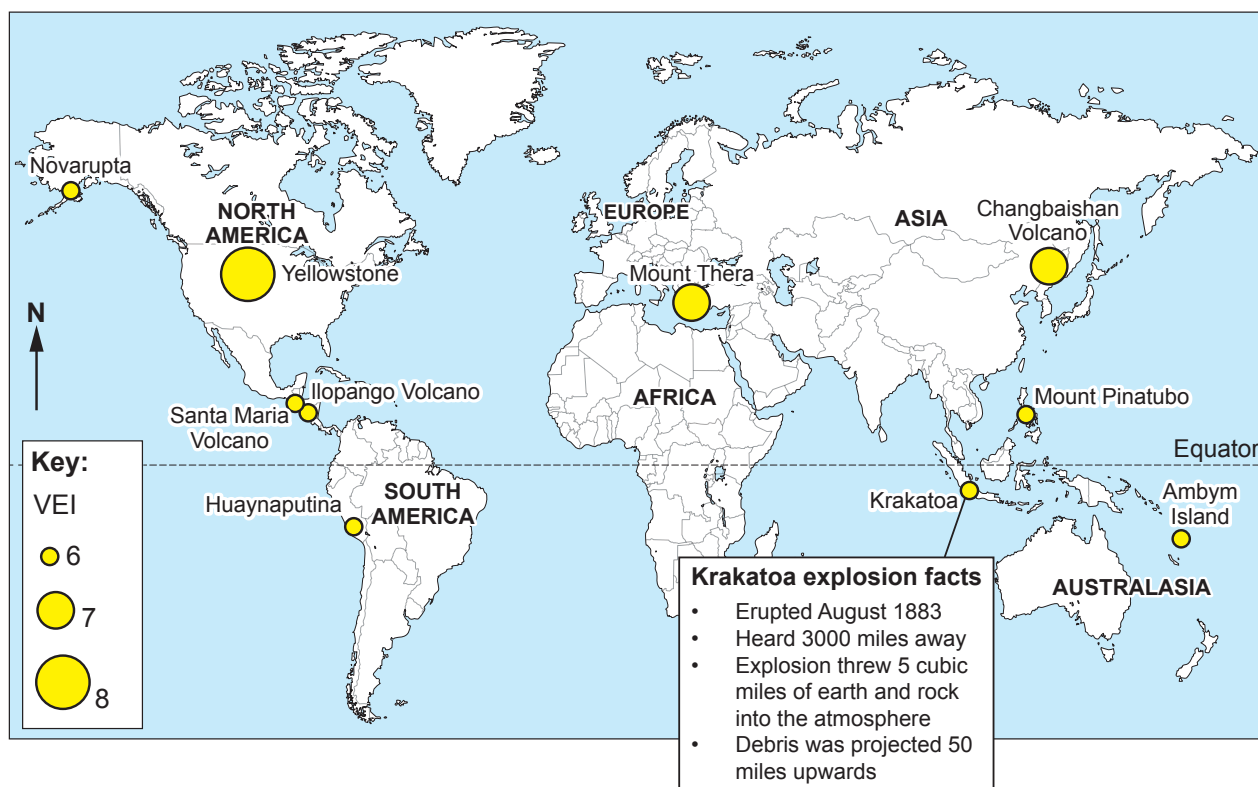 Novarupta
NORTH
AMERICA
Yellowstone
EUROPE
Mount Thera
ASIA
Changbaishan
Volcano
N
Ilopango Volcano
Santa Maria
Volcano
AFRICA
Mount Pinatubo
Equator
Key:
VEI
6
7
8
Huaynaputina
SOUTH
AMERICA
Krakatoa
Ambym
Island
AUSTRALASIA
Krakatoa explosion facts
• Erupted August 1883
• Heard 3000 miles away
• Explosion threw 5 cubic
miles of earth and rock
into the atmosphere
• Debris was projected 50
miles upwards